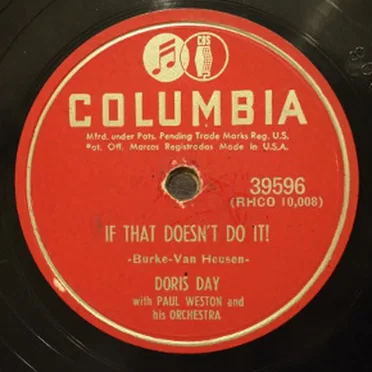 CBS
COLUMBIA
Mfrd. under Pats. Pending Trade Marks Reg. U.S.
Pat. Off. Marcas Registradas Made in U.S.A.
39596
(RHCO 10,008)
IF THAT DOESN'T DO IT!
-Burke-Van Heusen-
DORIS DAY
with PAUL WESTON and
his ORCHESTRA